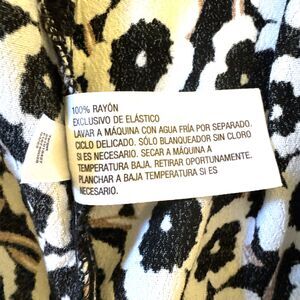 100% RAYÓN
EXCLUSIVO DE ELÁSTICO
LAVAR A MÁQUINA CON AGUA FRÍA POR SEPARADO.
CICLO DELICADO. SÓLO BLANQUEADOR SIN CLORO
SI ES NECESARIO. SECAR A MÁQUINA A
TEMPERATURA BAJA. RETIRAR OPORTUNAMENTE.
PLANCHAR A BAJA TEMPERATURA SI ES
NECESARIO.